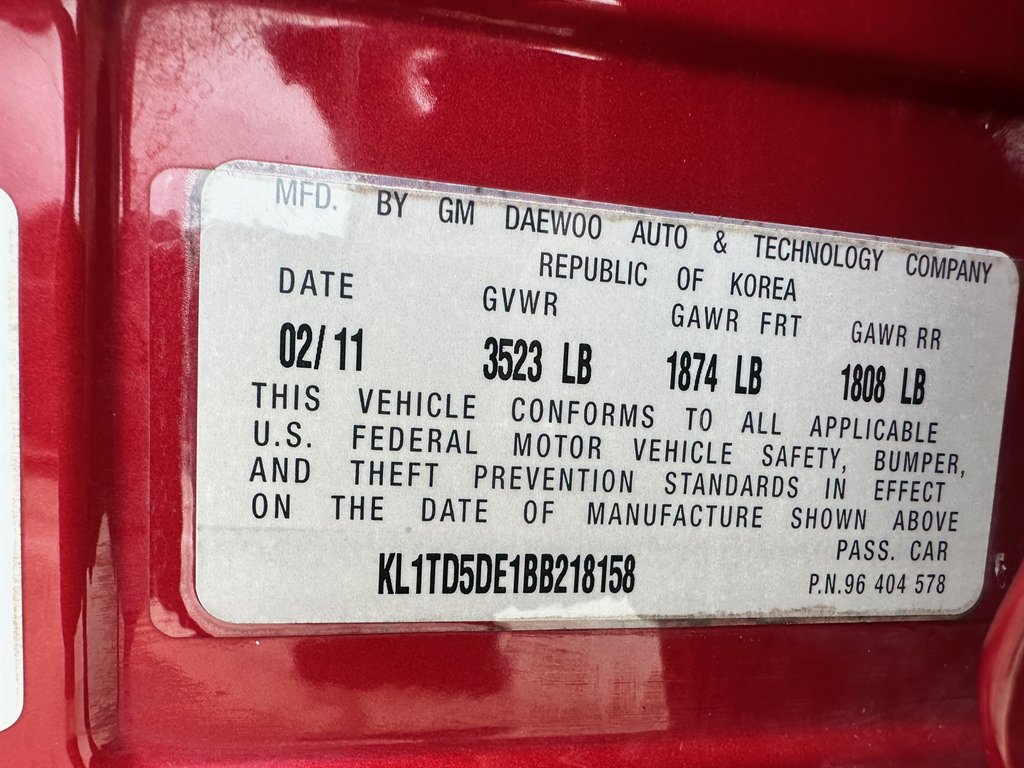 MFD. BY GM DAEWOO AUTO & TECHNOLOGY COMPANY
REPUBLIC OF KOREA
DATE GVWR GAWR FRT GAWR RR
02/11 3523 LB 1874 LB 1808 LB
THIS VEHICLE CONFORMS TO ALL APPLICABLE
U.S. FEDERAL MOTOR VEHICLE SAFETY, BUMPER,
AND THEFT PREVENTION STANDARDS IN EFFECT
ON THE DATE OF MANUFACTURE SHOWN ABOVE
PASS. CAR
KL1TD5DE1BB218158 P.N.96 404 578